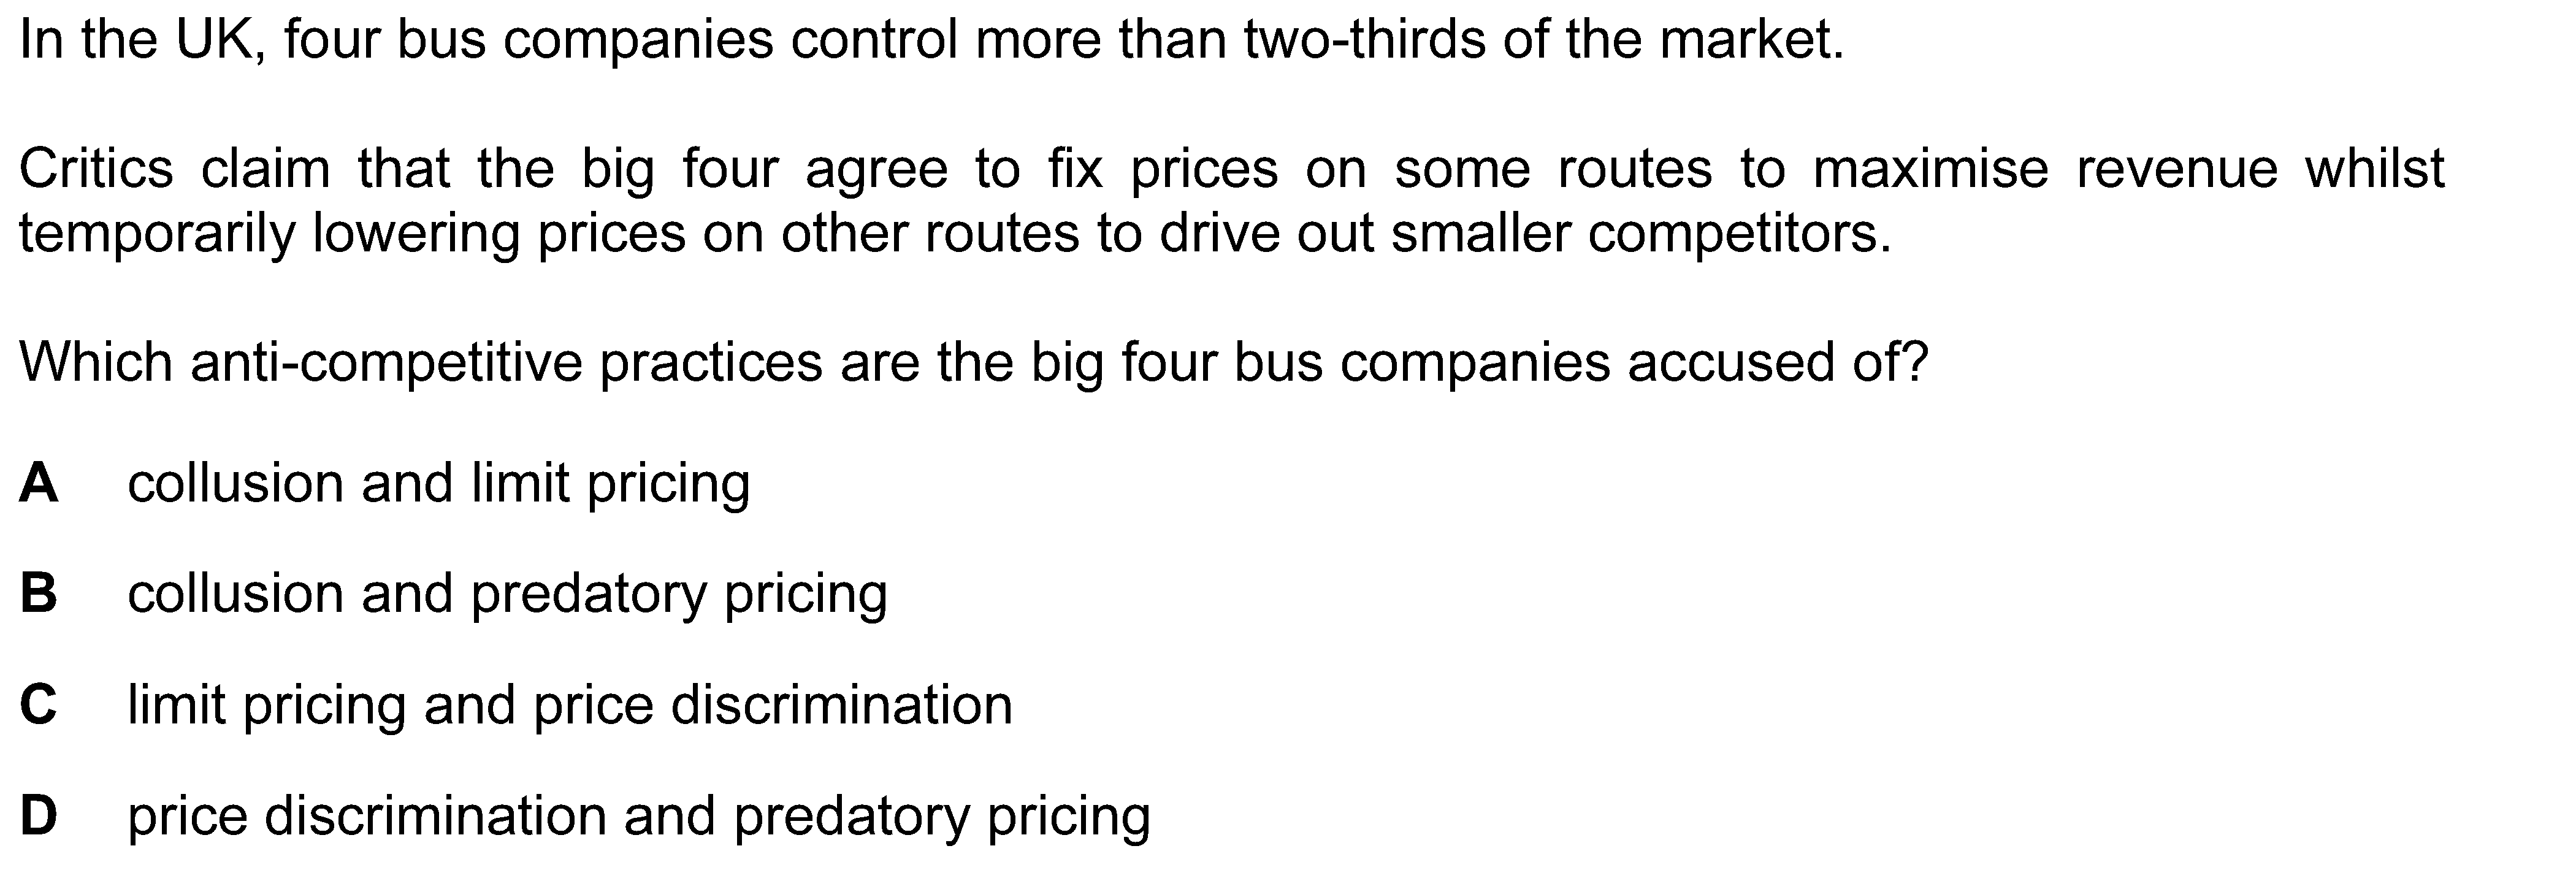 In the UK, four bus companies control more than two-thirds of the market.
Critics claim that the big four agree to fix prices on some routes to maximise revenue whilst
temporarily lowering prices on other routes to drive out smaller competitors.
Which anti-competitive practices are the big four bus companies accused of?
A collusion and limit pricing
B collusion and predatory pricing
C limit pricing and price discrimination
D price discrimination and predatory pricing